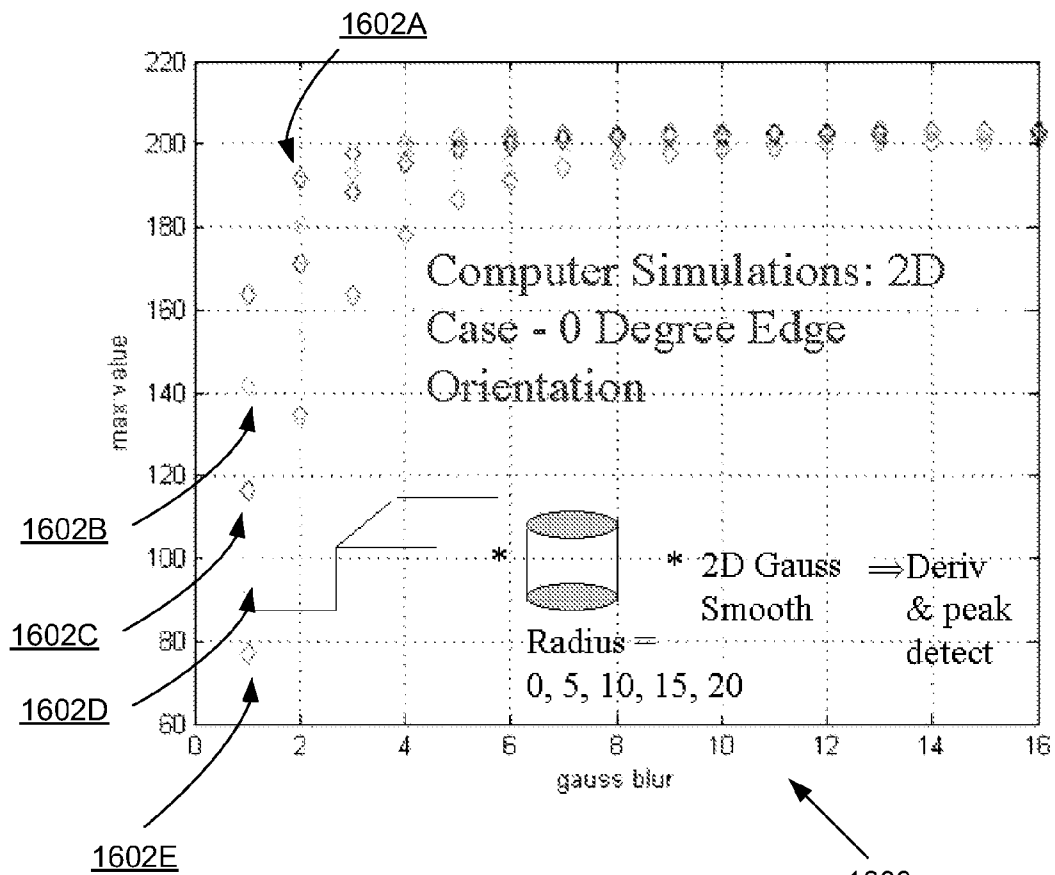 1602A
220
200
180
160
140
120
100
80
60
max value
Computer Simulations: 2D
Case - 0 Degree Edge
Orientation
1602B
1602C
1602D
1602E
* * 2D Gauss ⇒Deriv
Smooth & peak
detect
Radius =
0, 5, 10, 15, 20
0 2 4 6 8 10 12 14 16
gauss blur